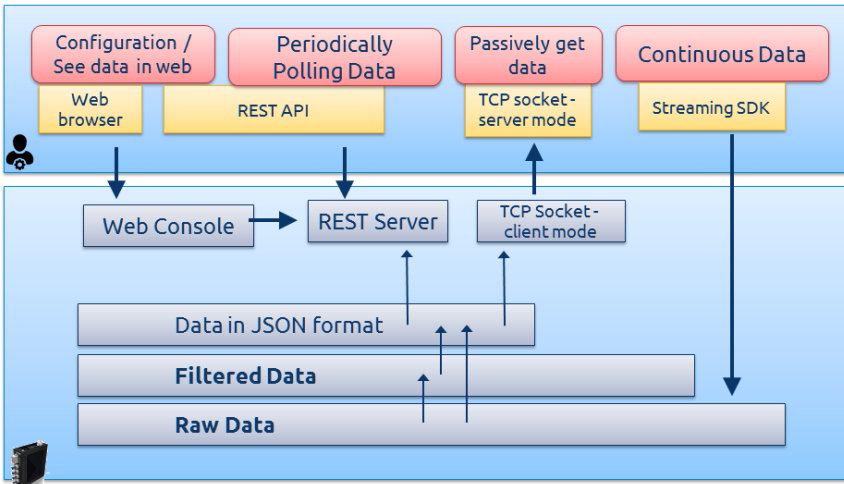 Configuration /
See data in web
Periodically
Polling Data
Passively get
data
Continuous Data
Web
browser
REST API
TCP socket -
server mode
Streaming SDK
Web Console
REST Server
TCP Socket -
client mode
Data in JSON format
Filtered Data
Raw Data